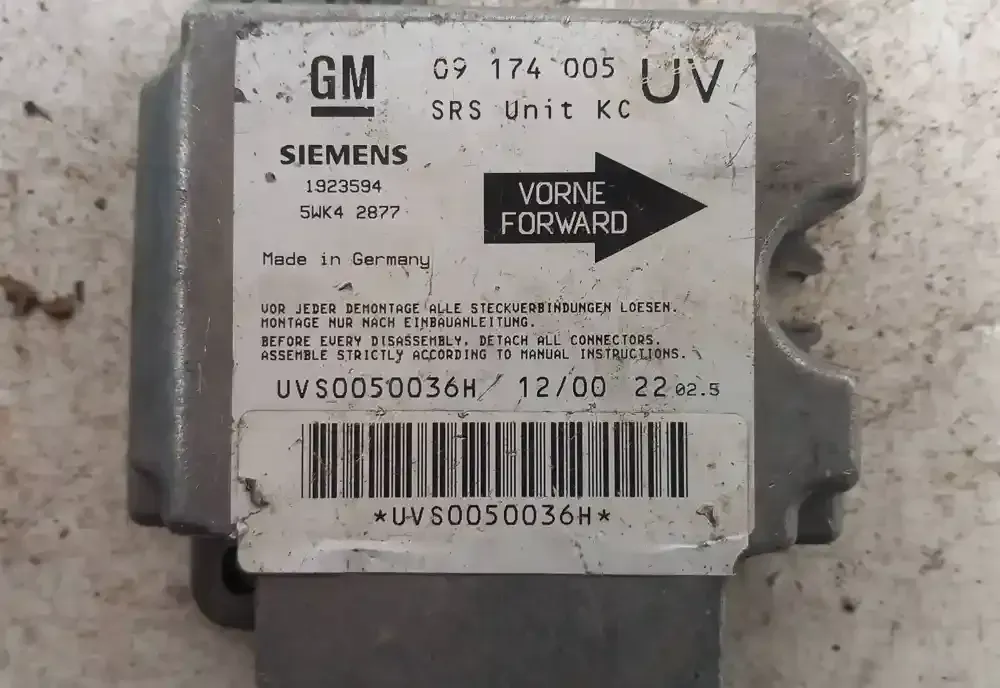 GM 09 174 005 UV
SRS Unit KC
SIEMENS
1923594
5WK4 2877
VORNE
FORWARD
Made in Germany
VOR JEDER DEMONTAGE ALLE STECKVERBINDUNGEN LOESEN.
MONTAGE NUR NACH EINBAUANLEITUNG.
BEFORE EVERY DISASSEMBLY, DETACH ALL CONNECTORS.
ASSEMBLE STRICTLY ACCORDING TO MANUAL INSTRUCTIONS.
UVS0050036H/ 12/00 22 02.5
*UVS0050036H*